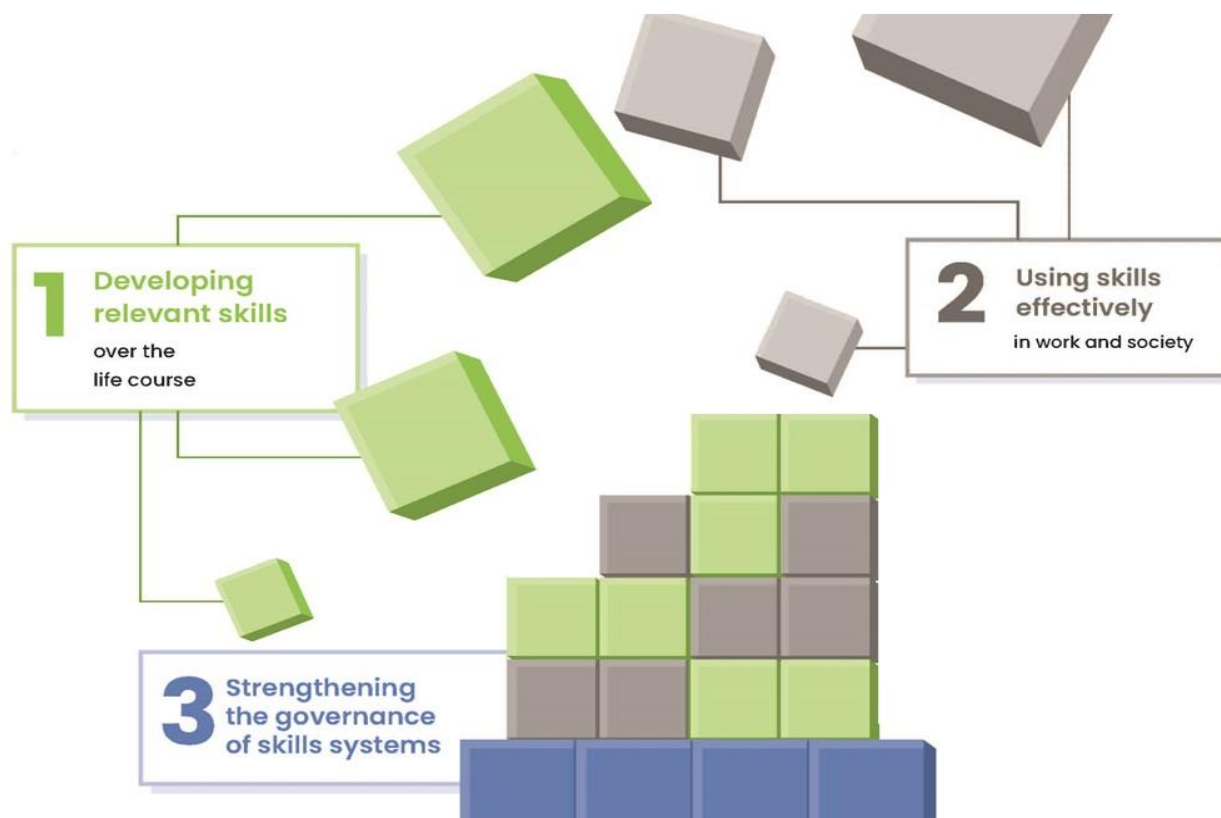 1
Developing
relevant skills
over the
life course
2
Using skills
effectively
in work and society
3
Strengthening
the governance
of skills systems